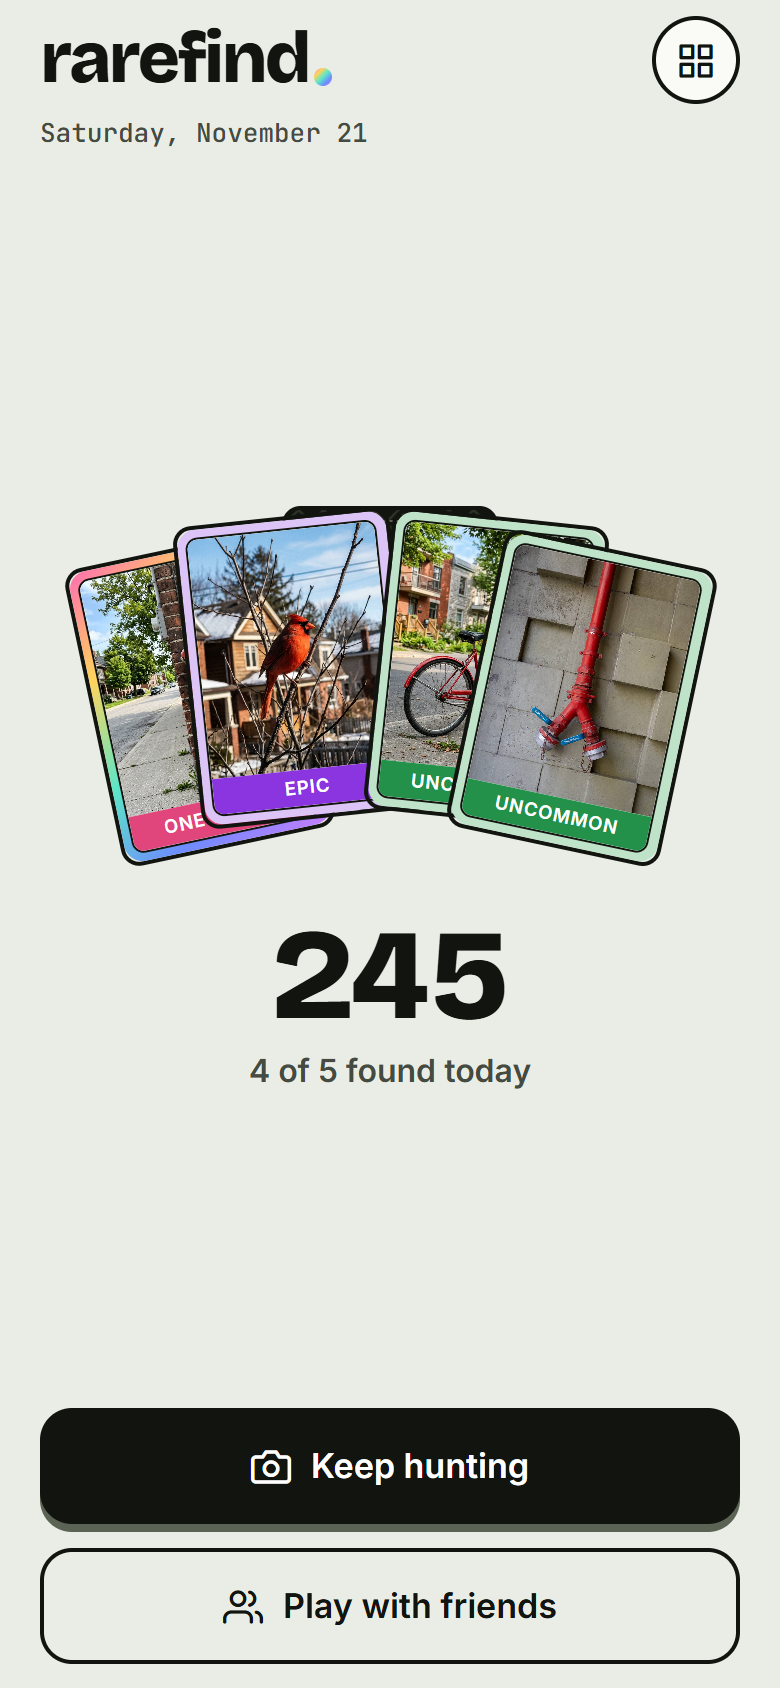 rarefind.
Saturday, November 21
ONE
EPIC
UNC
UNCOMMON
245
4 of 5 found today
Keep hunting
Play with friends